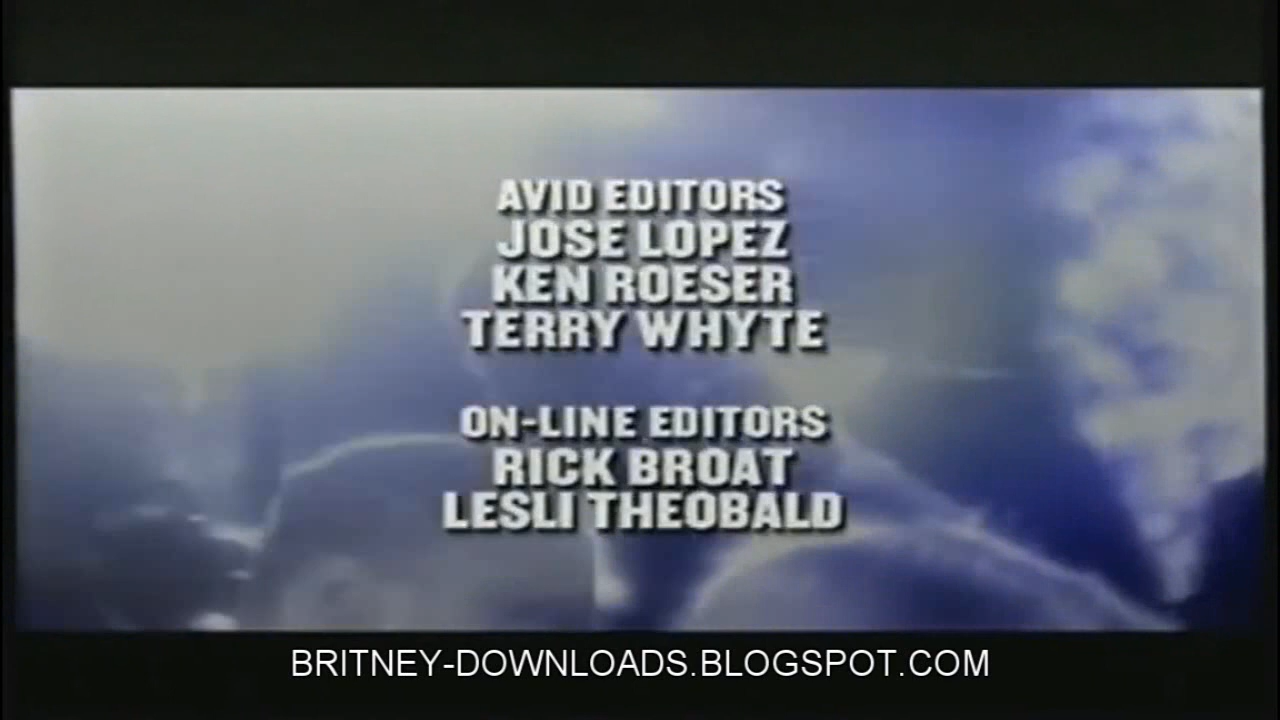 AVID EDITORS
JOSE LOPEZ
KEN ROESER
TERRY WHYTE
ON-LINE EDITORS
RICK BROAT
LESLI THEOBALD
BRITNEY-DOWNLOADS.BLOGSPOT.COM